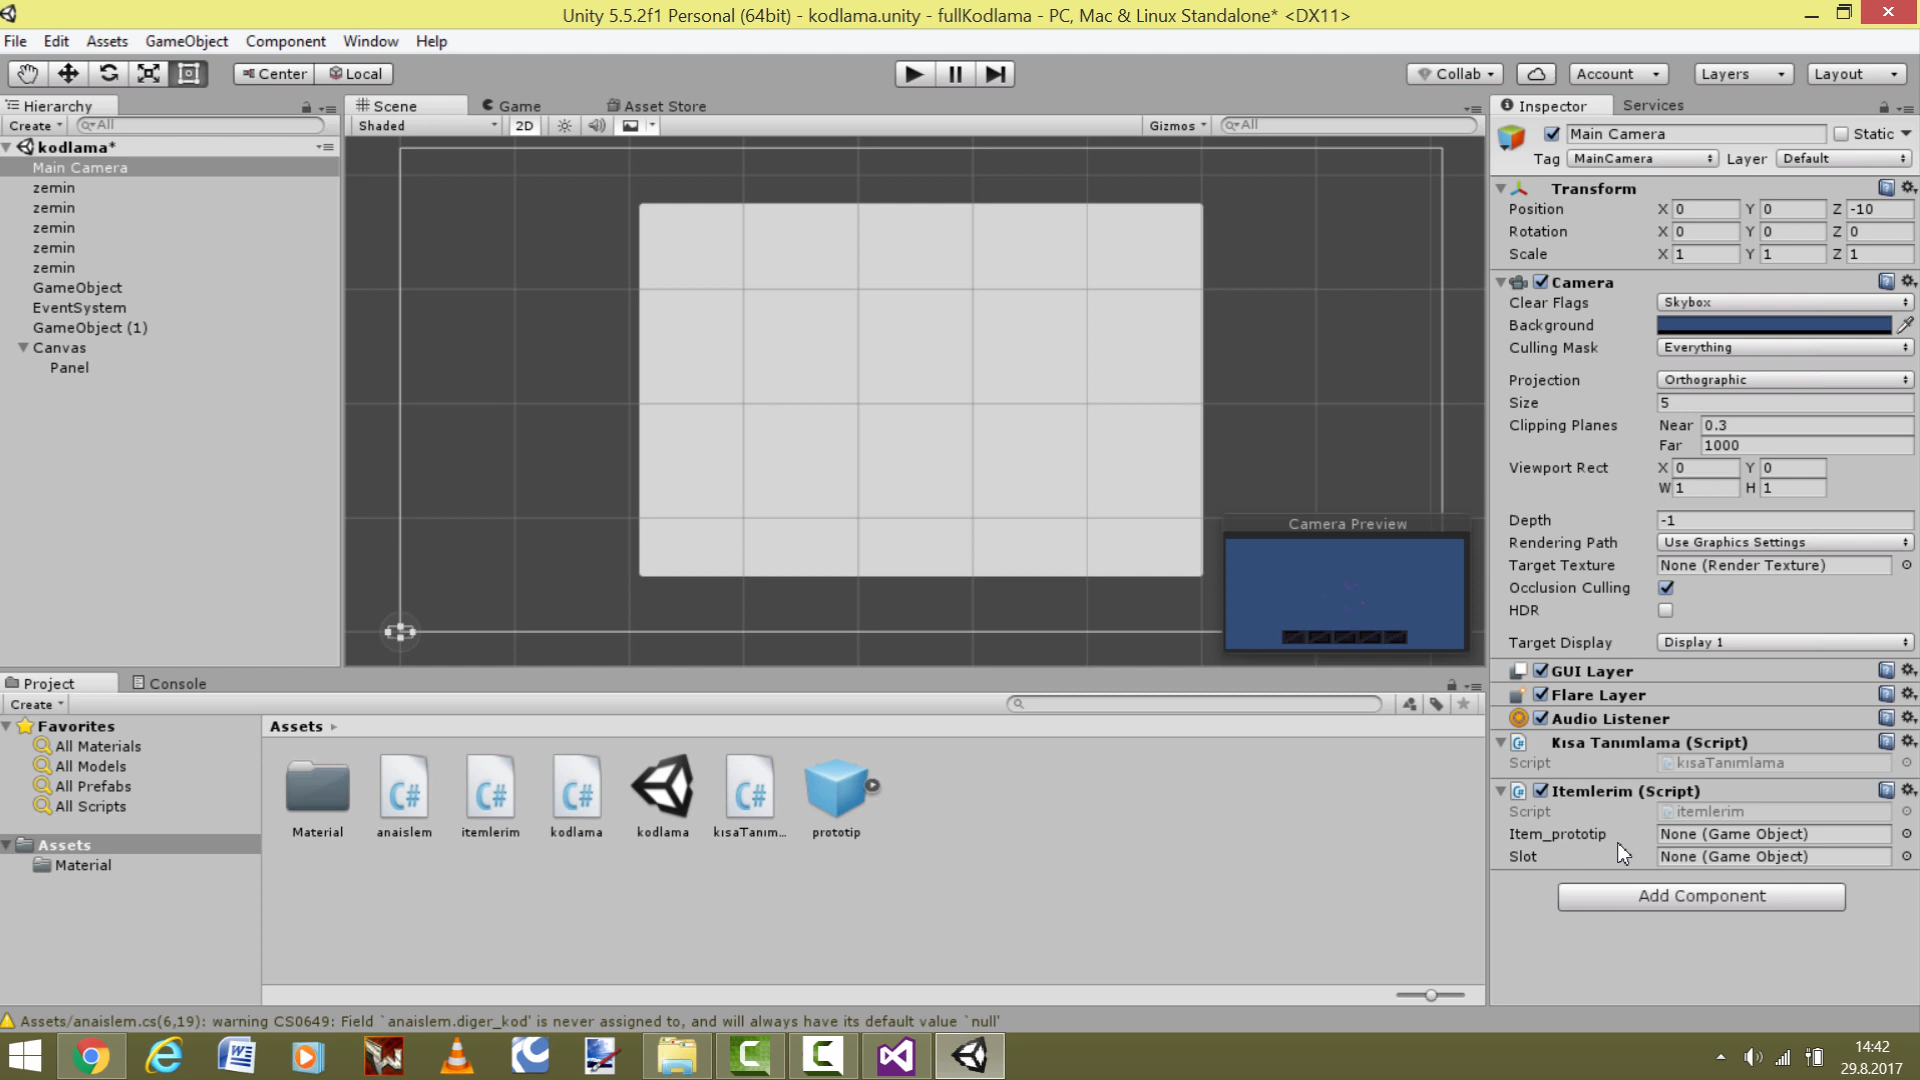 Unity 5.5.2f1 Personal (64bit) - kodlama.unity - fullKodlama - PC, Mac & Linux Standalone* <DX11>
File Edit Assets GameObject Component Window Help
Center Local Collab Account Layers Layout
Hierarchy
Create All
kodlama*
Main Camera
zemin
zemin
zemin
zemin
zemin
GameObject
EventSystem
GameObject (1)
Canvas
Panel
Scene Game Asset Store
Shaded 2D Gizmos All
Camera Preview
Inspector Services
Main Camera Static
Tag MainCamera Layer Default
Transform
Position X 0 Y 0 Z -10
Rotation X 0 Y 0 Z 0
Scale X 1 Y 1 Z 1
Camera
Clear Flags Skybox
Background
Culling Mask Everything
Projection Orthographic
Size 5
Clipping Planes Near 0.3
Far 1000
Viewport Rect X 0 Y 0
W 1 H 1
Depth -1
Rendering Path Use Graphics Settings
Target Texture None (Render Texture)
Occlusion Culling
HDR
Target Display Display 1
GUI Layer
Flare Layer
Audio Listener
Kısa Tanımlama (Script)
Script kısaTanımlama
Itemlerim (Script)
Script itemlerim
Item_prototip None (Game Object)
Slot None (Game Object)
Add Component
Project Console
Create
Favorites
All Materials
All Models
All Prefabs
All Scripts
Assets
Material
Assets
Material anaislem itemlerim kodlama kodlama kısaTanım... prototip
C# C# C# C#
Assets/anaislem.cs(6,19): warning CS0649: Field `anaislem.diger_kod' is never assigned to, and will always have its default value `null'
14:42
29.8.2017